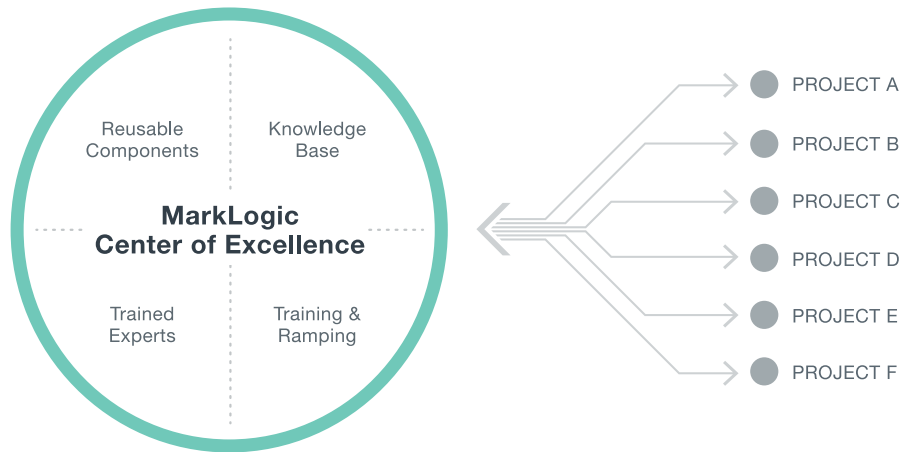 Reusable
Components
Knowledge
Base
MarkLogic
Center of Excellence
Trained
Experts
Training &
Ramping
PROJECT A
PROJECT B
PROJECT C
PROJECT D
PROJECT E
PROJECT F